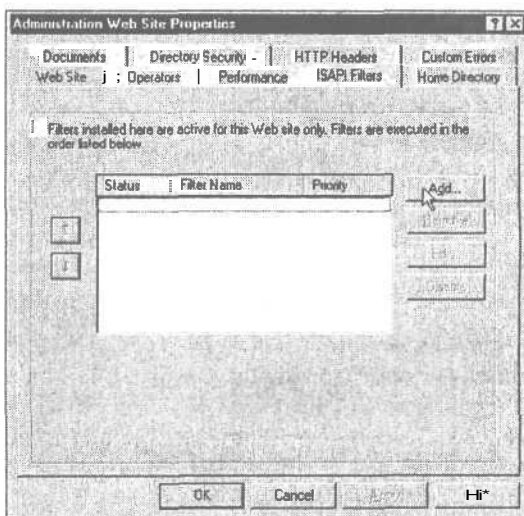 Administration Web Site Properties
Documents | Directory Security - | HTTP Headers | Custom Errors
Web Site j ; Operators | Performance ISAPI Filters Home Directory
Filters installed here are active for this Web site only. Filters are executed in the
order listed below.
Status Filter Name Priority
Add...
OK Cancel Hi*